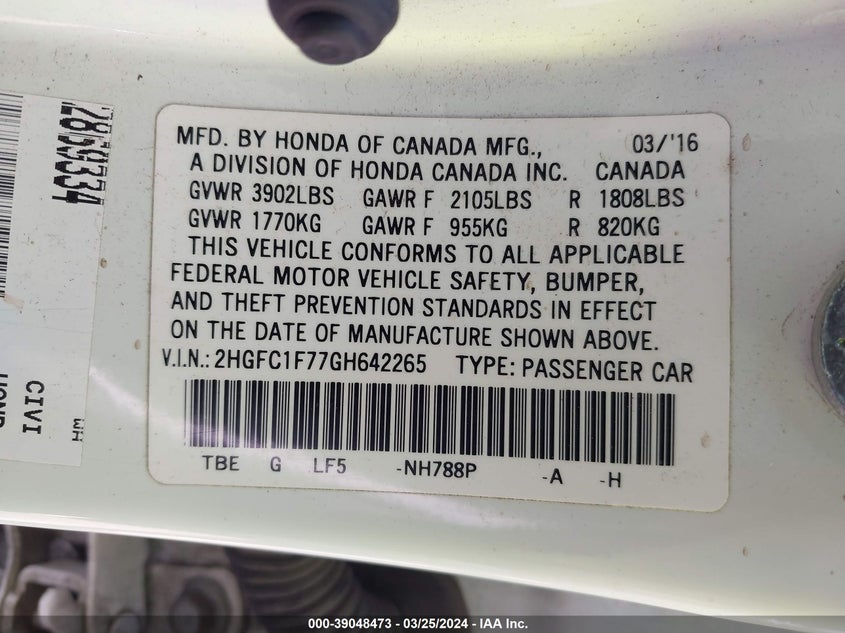 MFD. BY HONDA OF CANADA MFG., 03/'16
A DIVISION OF HONDA CANADA INC. CANADA
GVWR 3902LBS GAWR F 2105LBS R 1808LBS
GVWR 1770KG GAWR F 955KG R 820KG
THIS VEHICLE CONFORMS TO ALL APPLICABLE
FEDERAL MOTOR VEHICLE SAFETY, BUMPER,
AND THEFT PREVENTION STANDARDS IN EFFECT
ON THE DATE OF MANUFACTURE SHOWN ABOVE.
V.I.N.: 2HGFC1F77GH642265 TYPE: PASSENGER CAR
TBE G LF5 -NH788P -A -H
CIVI
WH
000-39048473 — 03/25/2024 — IAA Inc.